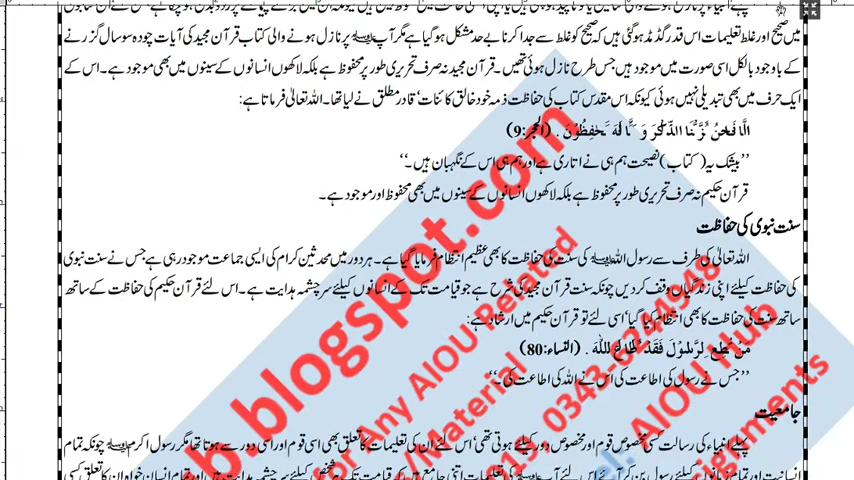 میں صحیح اور غلط تعلیمات اس قدر گڈمڈ ہوگئی ہیں کہ صحیح کو غلط سے جدا کرنا بے حد مشکل ہوگیا ہے مگر آپ ﷺ پر نازل ہونے والی کتاب قرآن مجید کی آیات چودہ سو سال گزرنے
کے باوجود بالکل اسی صورت میں موجود ہیں جس طرح نازل ہوئی تھیں۔ قرآن مجید نہ صرف تحریری طور پر محفوظ ہے بلکہ لاکھوں انسانوں کے سینوں میں بھی موجود ہے۔ اس کے
ایک حرف میں بھی تبدیلی نہیں ہوئی کیونکہ اس مقدس کتاب کی حفاظت ذمہ خود خالق کائنات، قادر مطلق نے لیا تھا۔ اللہ تعالیٰ فرماتا ہے:
(الحجر:9)
”بیشک یہ (کتاب) نصیحت ہم ہی نے اتاری ہے اور ہم ہی اس کے نگہبان ہیں۔“
قرآن حکیم نہ صرف تحریری طور پر محفوظ ہے بلکہ لاکھوں انسانوں کے سینوں میں بھی محفوظ اور موجود ہے۔
سنت نبوی کی حفاظت
اللہ تعالیٰ کی طرف سے رسول اللہ ﷺ کی سنت کی حفاظت کا بھی عظیم انتظام فرمایا گیا ہے۔ ہر دور میں محدثین کرام کی ایسی جماعت موجود رہی ہے جس نے سنت نبوی
کی حفاظت کیلئے اپنی زندگیاں وقف کردیں چونکہ سنت قرآن مجید کی شرح ہے جو قیامت تک کے انسانوں کیلئے سرچشمہ ہدایت ہے۔ اس لئے قرآن حکیم کی حفاظت کے ساتھ
ساتھ سنت کی حفاظت کا بھی انتظام کیا گیا، اسی لئے تو قرآن حکیم میں ارشاد ہے:
(النساء:80)
”جس نے رسول کی اطاعت کی اس نے اللہ کی اطاعت کی۔“
جامعیت
پہلے انبیاء کی رسالت کسی مخصوص قوم اور مخصوص دور کیلئے ہوتی تھی، اس لئے ان کی تعلیمات کا تعلق بھی اسی قوم اور اسی دور سے ہوتا تھا مگر رسول اکرم ﷺ چونکہ تمام
blogspot.com
for Any AIOU Related
Material
0343-6244948
AIOU Hub
Assignments